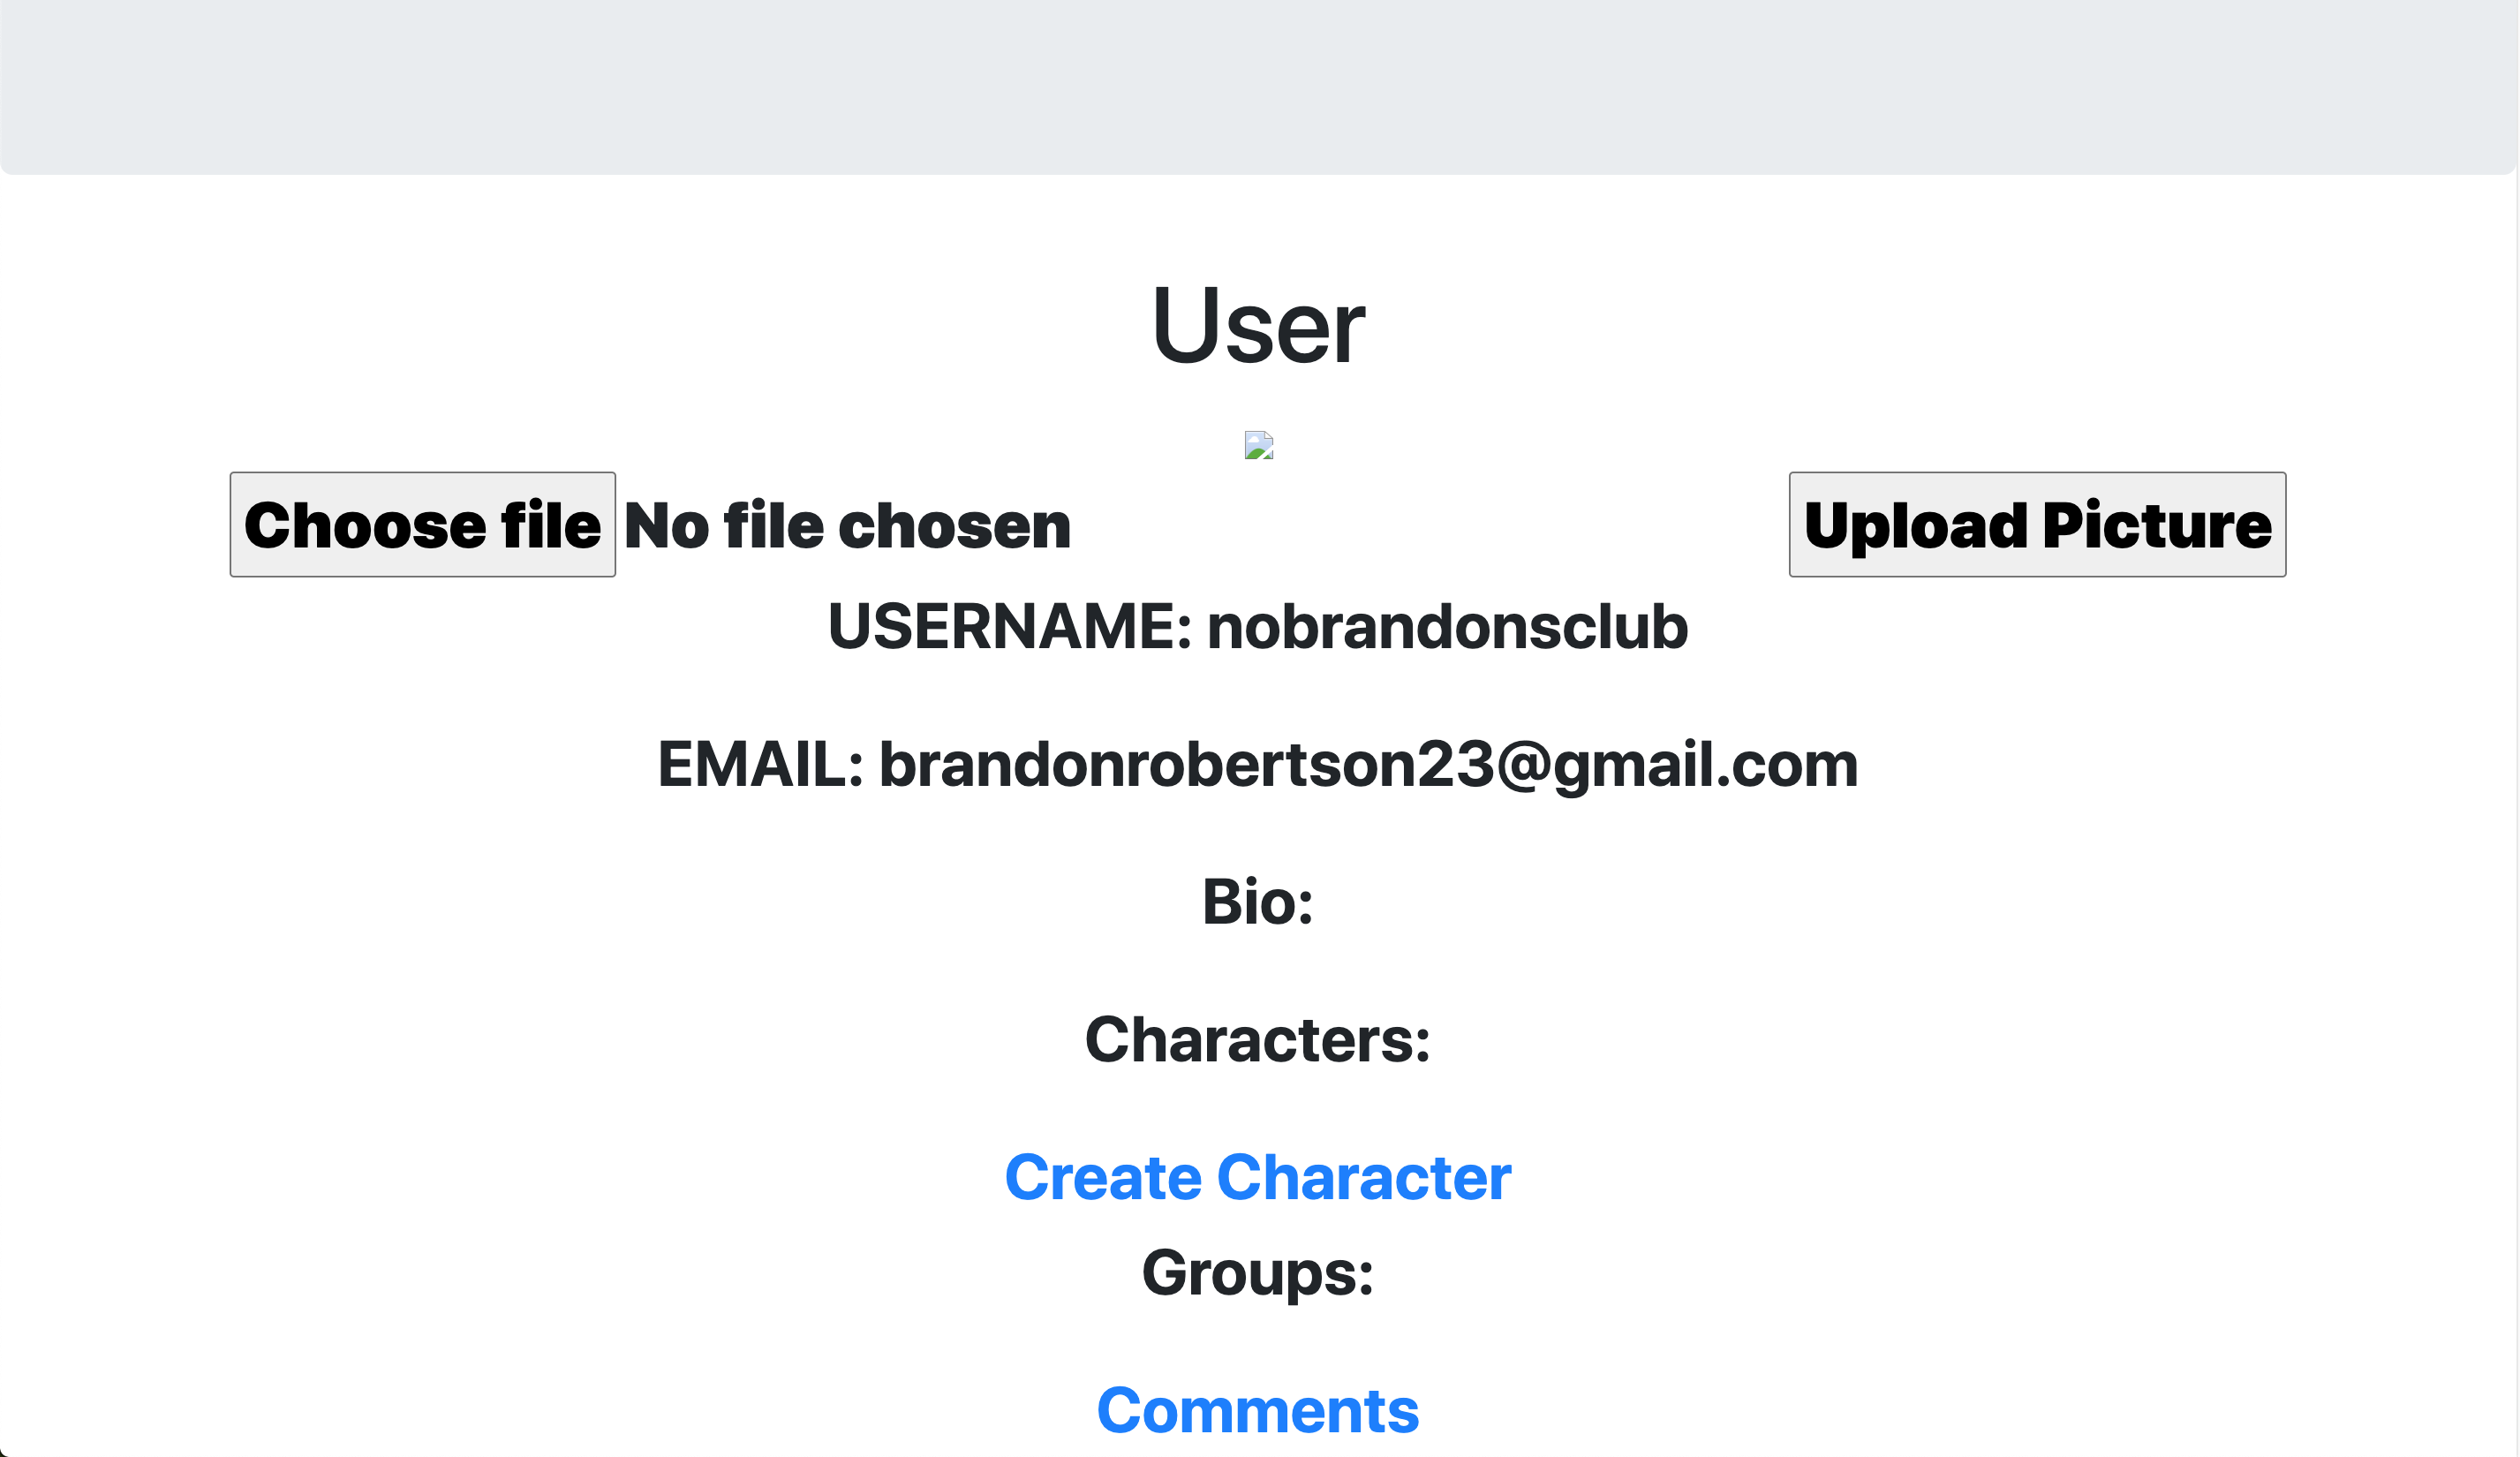 User
Choose file No file chosen Upload Picture
USERNAME: nobrandonsclub
EMAIL: brandonrobertson23@gmail.com
Bio:
Characters:
Create Character
Groups:
Comments